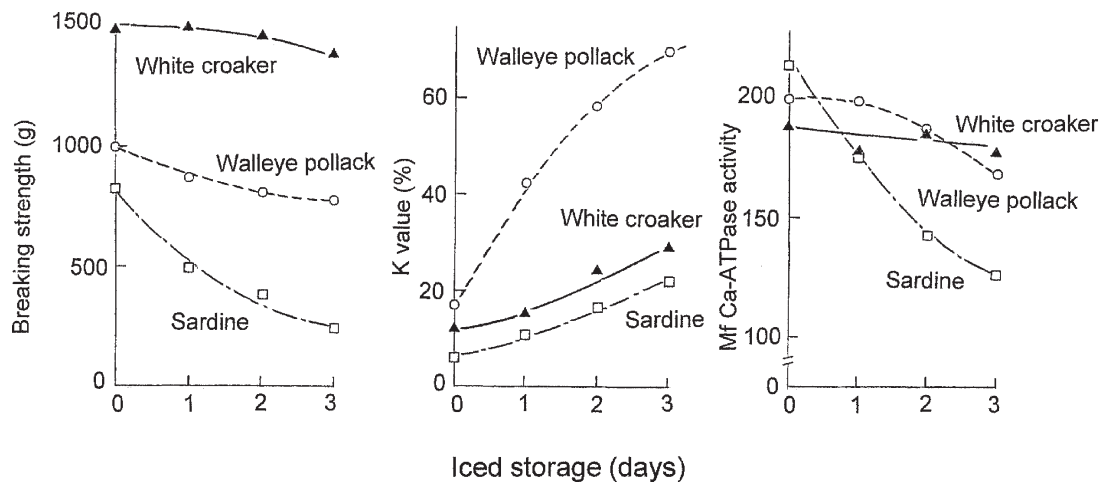 Breaking strength (g)
1500
1000
500
0
White croaker
Walleye pollack
Sardine
0 1 2 3
K value (%)
60
40
20
0
Walleye pollack
White croaker
Sardine
0 1 2 3
Mf Ca-ATPase activity
200
150
100
0
White croaker
Walleye pollack
Sardine
0 1 2 3
Iced storage (days)